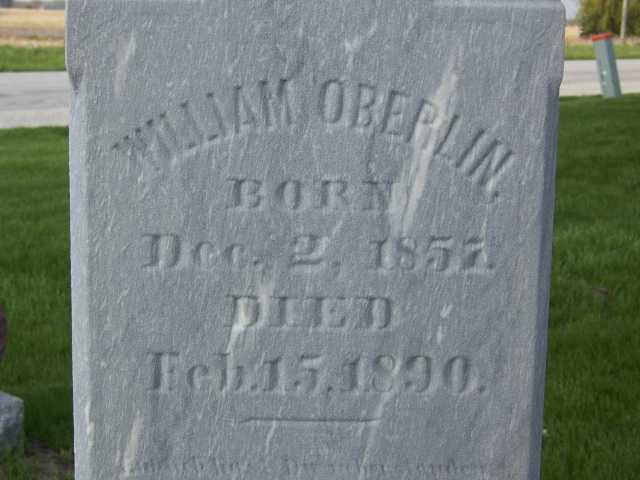 WILLIAM OBERLIN,
BORN
Dec. 2, 1857.
DIED
Feb. 15, 1890.